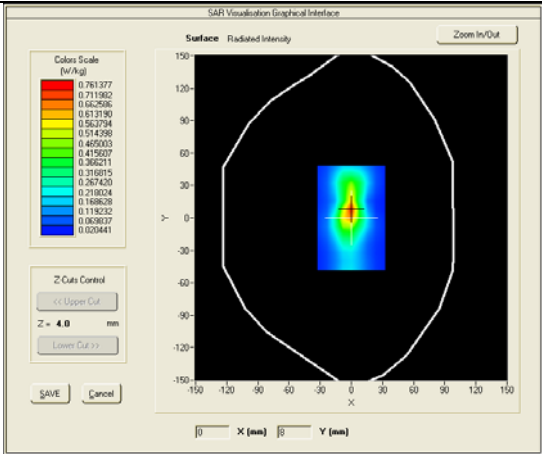 SAR Visualisation Graphical Interface
Surface Radiated Intensity
Zoom In/Out
Colors Scale
(W/kg)
0.761377
0.711982
0.662586
0.613190
0.563794
0.514398
0.465003
0.415607
0.366211
0.316815
0.267420
0.218024
0.168628
0.119232
0.069837
0.020441
Z-Cuts Control
<< Upper Cut
Z = 4.0 mm
Lower Cut >>
SAVE Cancel
150
120
90
60
30
0
-30
-60
-90
-120
-150
Y
-150 -120 -90 -60 -30 0 30 60 90 120 150
X
0 X (mm) 8 Y (mm)